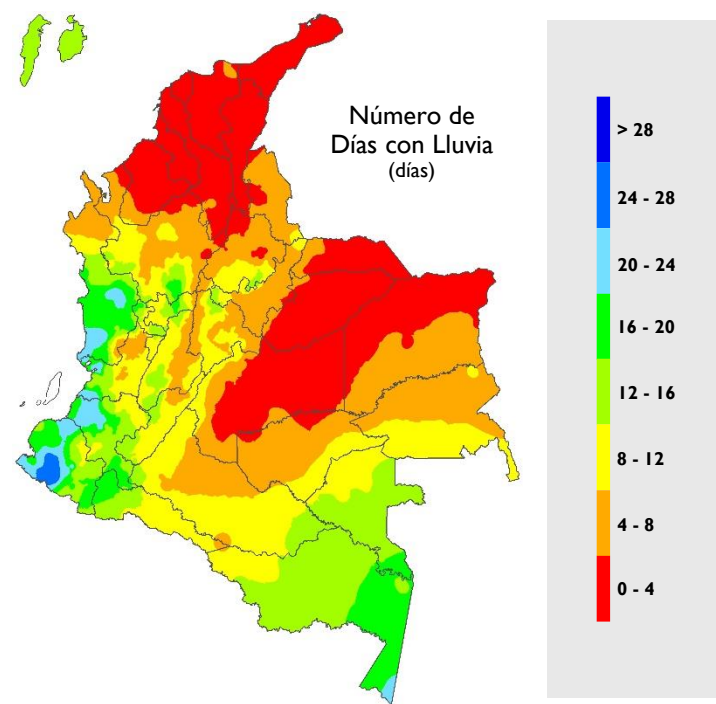 Número de
Días con Lluvia
(días)
> 28
24 - 28
20 - 24
16 - 20
12 - 16
8 - 12
4 - 8
0 - 4